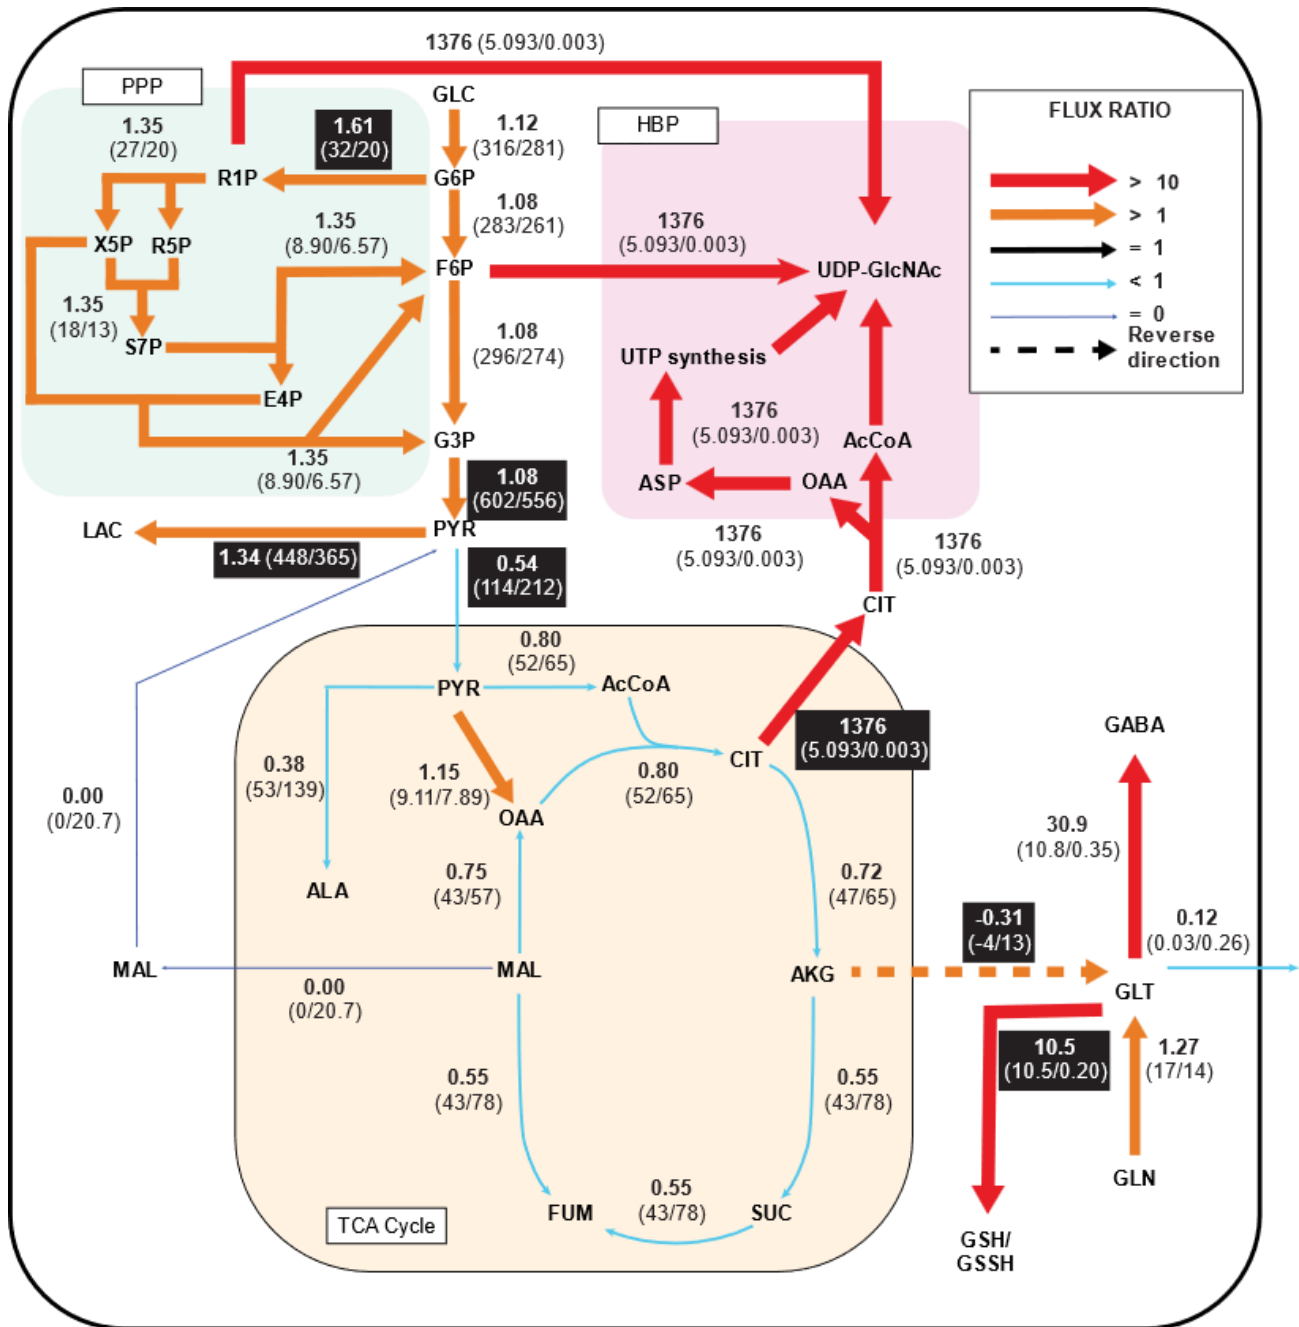 1376 (5.093/0.003)
PPP
GLC
HBP
FLUX RATIO
1.35
(27/20)
1.61
(32/20)
1.12
(316/281)
> 10
> 1
= 1
< 1
= 0
Reverse
direction
R1P
G6P
1.08
(283/261)
X5P
R5P
1.35
(8.90/6.57)
F6P
1376
(5.093/0.003)
UDP-GlcNAc
1.35
(18/13)
S7P
1.08
(296/274)
UTP synthesis
E4P
1376
(5.093/0.003)
G3P
AcCoA
1.35
(8.90/6.57)
1.08
(602/556)
ASP
OAA
LAC
PYR
1.34 (448/365)
0.54
(114/212)
1376
(5.093/0.003)
1376
(5.093/0.003)
CIT
0.80
(52/65)
PYR
AcCoA
1376
(5.093/0.003)
GABA
0.38
(53/139)
1.15
(9.11/7.89)
CIT
0.80
(52/65)
0.00
(0/20.7)
OAA
30.9
(10.8/0.35)
ALA
0.75
(43/57)
0.72
(47/65)
-0.31
(-4/13)
0.12
(0.03/0.26)
MAL
MAL
AKG
GLT
0.00
(0/20.7)
10.5
(10.5/0.20)
1.27
(17/14)
0.55
(43/78)
0.55
(43/78)
GLN
0.55
(43/78)
FUM
SUC
TCA Cycle
GSH/
GSSH